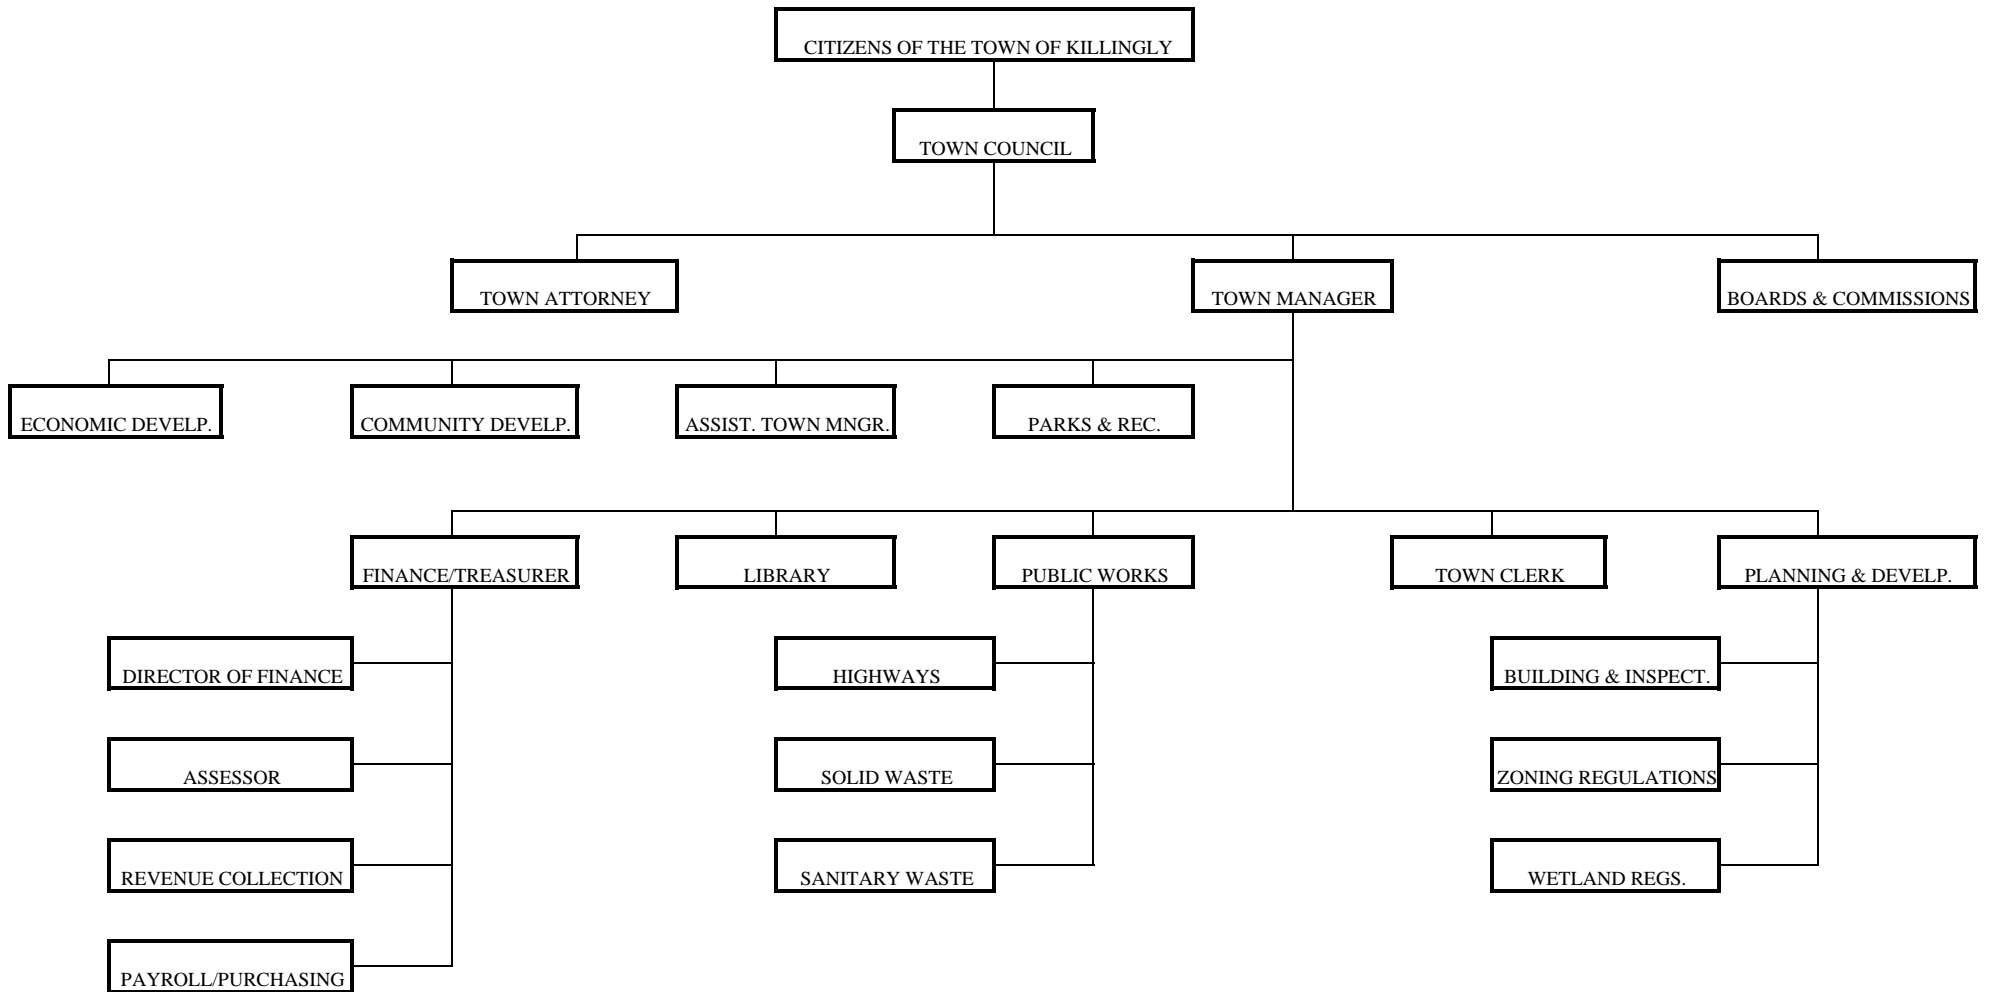 CITIZENS OF THE TOWN OF KILLINGLY
TOWN COUNCIL
TOWN ATTORNEY
TOWN MANAGER
BOARDS & COMMISSIONS
ECONOMIC DEVELP.
COMMUNITY DEVELP.
ASSIST. TOWN MNGR.
PARKS & REC.
FINANCE/TREASURER
LIBRARY
PUBLIC WORKS
TOWN CLERK
PLANNING & DEVELP.
DIRECTOR OF FINANCE
HIGHWAYS
BUILDING & INSPECT.
ASSESSOR
SOLID WASTE
ZONING REGULATIONS
REVENUE COLLECTION
SANITARY WASTE
WETLAND REGS.
PAYROLL/PURCHASING